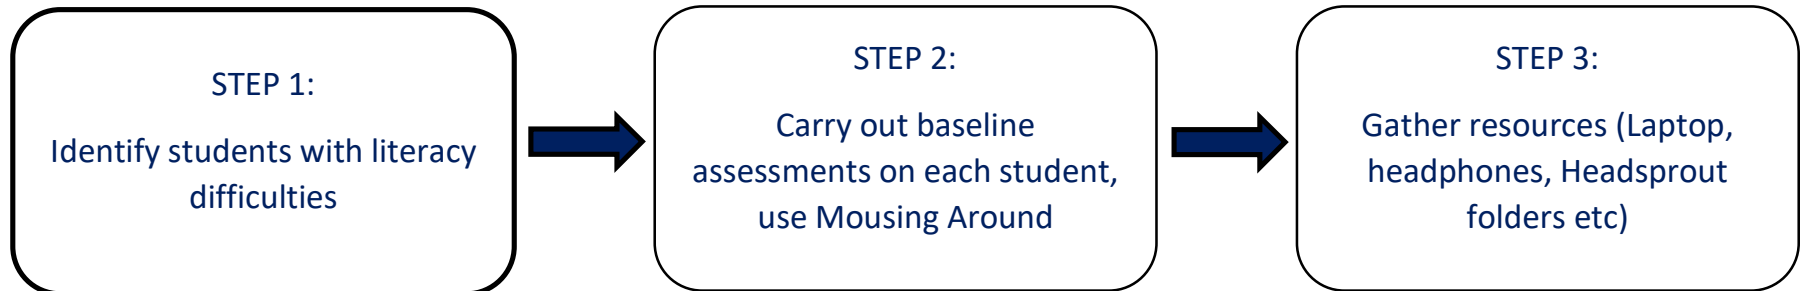 STEP 1:
Identify students with literacy
difficulties
STEP 2:
Carry out baseline
assessments on each student,
use Mousing Around
STEP 3:
Gather resources (Laptop,
headphones, Headsprout
folders etc)